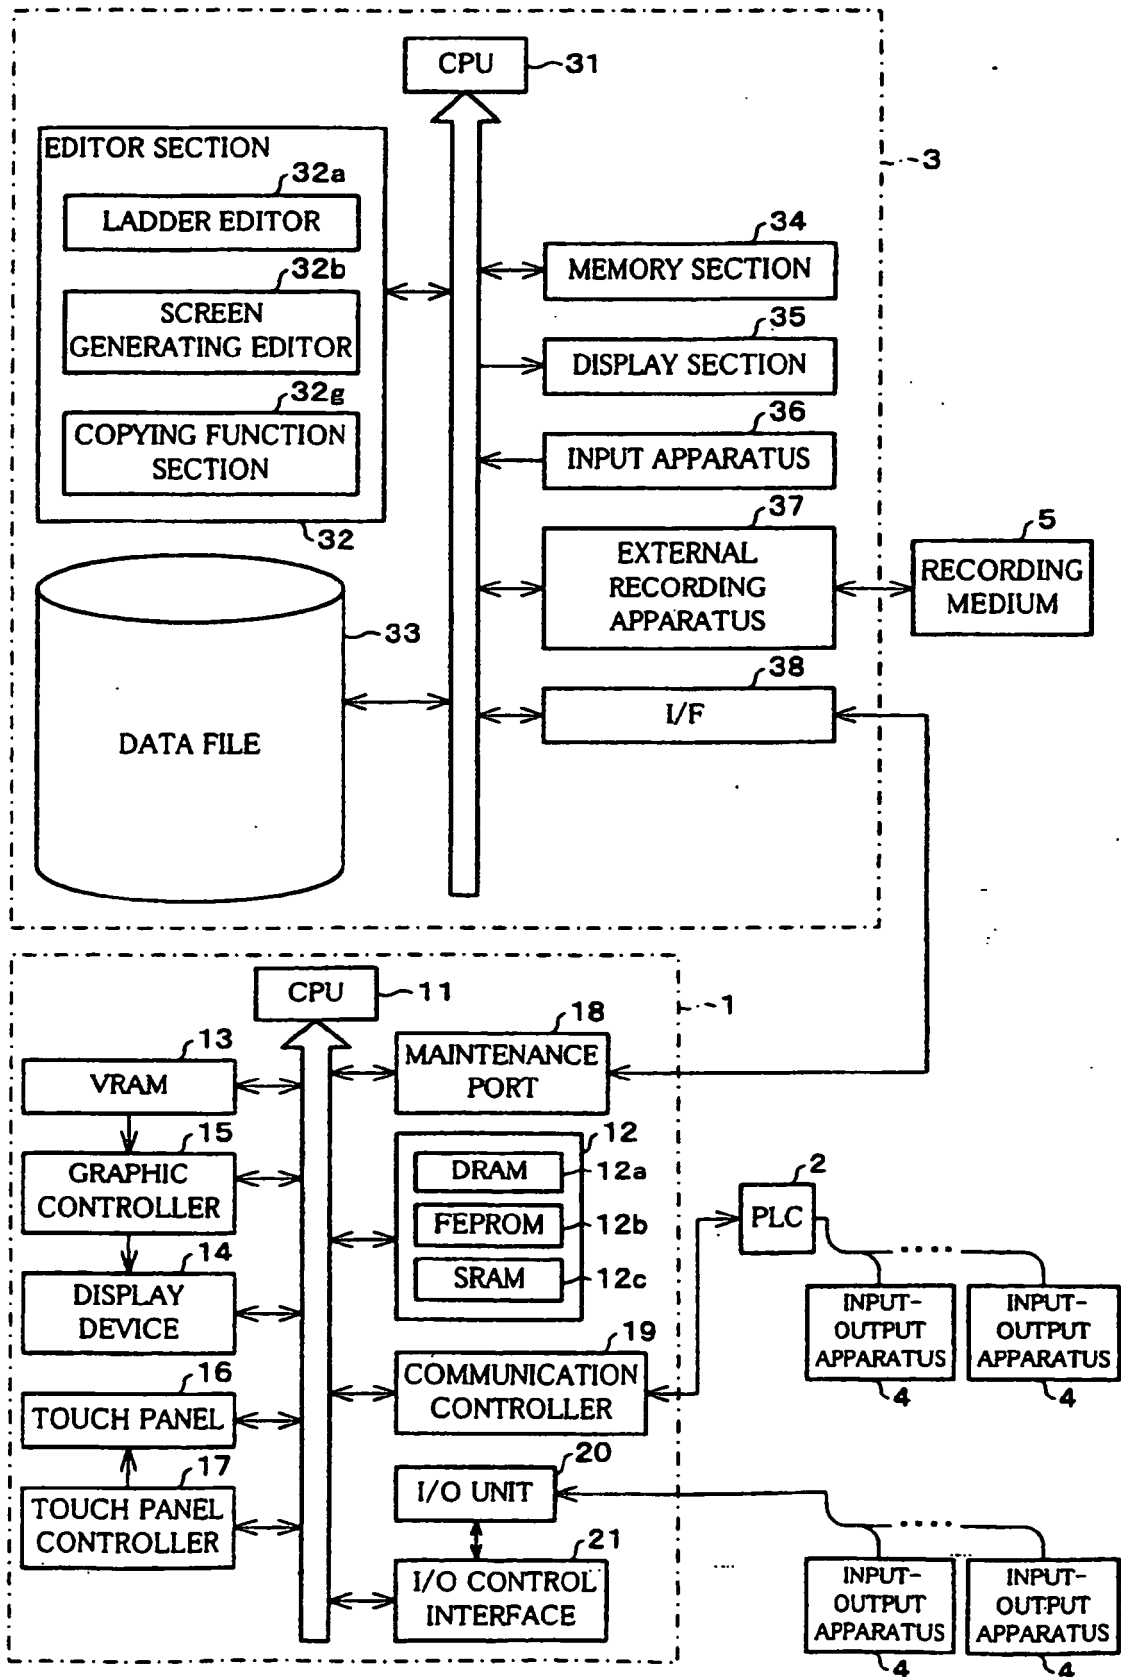 CPU
31
3
EDITOR SECTION
32a
LADDER EDITOR
32b
SCREEN
GENERATING EDITOR
32g
COPYING FUNCTION
SECTION
32
34
MEMORY SECTION
35
DISPLAY SECTION
36
INPUT APPARATUS
37
EXTERNAL
RECORDING
APPARATUS
5
RECORDING
MEDIUM
33
DATA FILE
38
I/F
CPU
11
1
13
VRAM
18
MAINTENANCE
PORT
15
GRAPHIC
CONTROLLER
12
DRAM
12a
FEPROM
12b
SRAM
12c
14
DISPLAY
DEVICE
2
PLC
INPUT-
OUTPUT
APPARATUS
4
INPUT-
OUTPUT
APPARATUS
4
16
TOUCH PANEL
19
COMMUNICATION
CONTROLLER
17
TOUCH PANEL
CONTROLLER
20
I/O UNIT
21
I/O CONTROL
INTERFACE
INPUT-
OUTPUT
APPARATUS
4
INPUT-
OUTPUT
APPARATUS
4